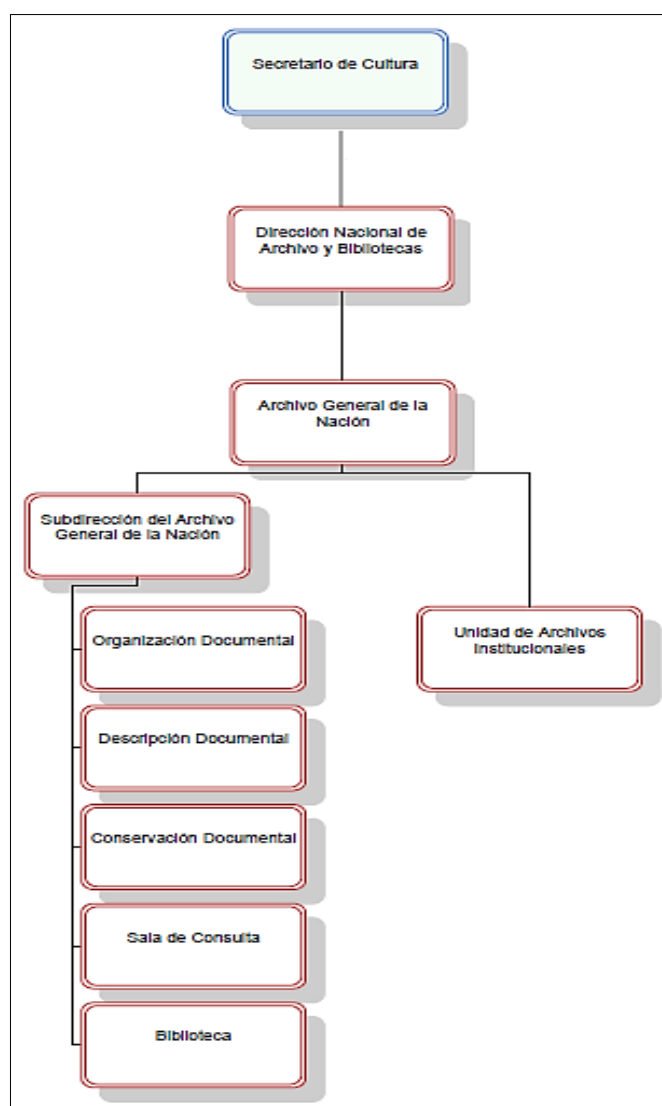 Secretario de Cultura
Dirección Nacional de
Archivo y Bibliotecas
Archivo General de la
Nación
Subdirección del Archivo
General de la Nación
Organización Documental
Unidad de Archivos
Institucionales
Descripción Documental
Conservación Documental
Sala de Consulta
Biblioteca